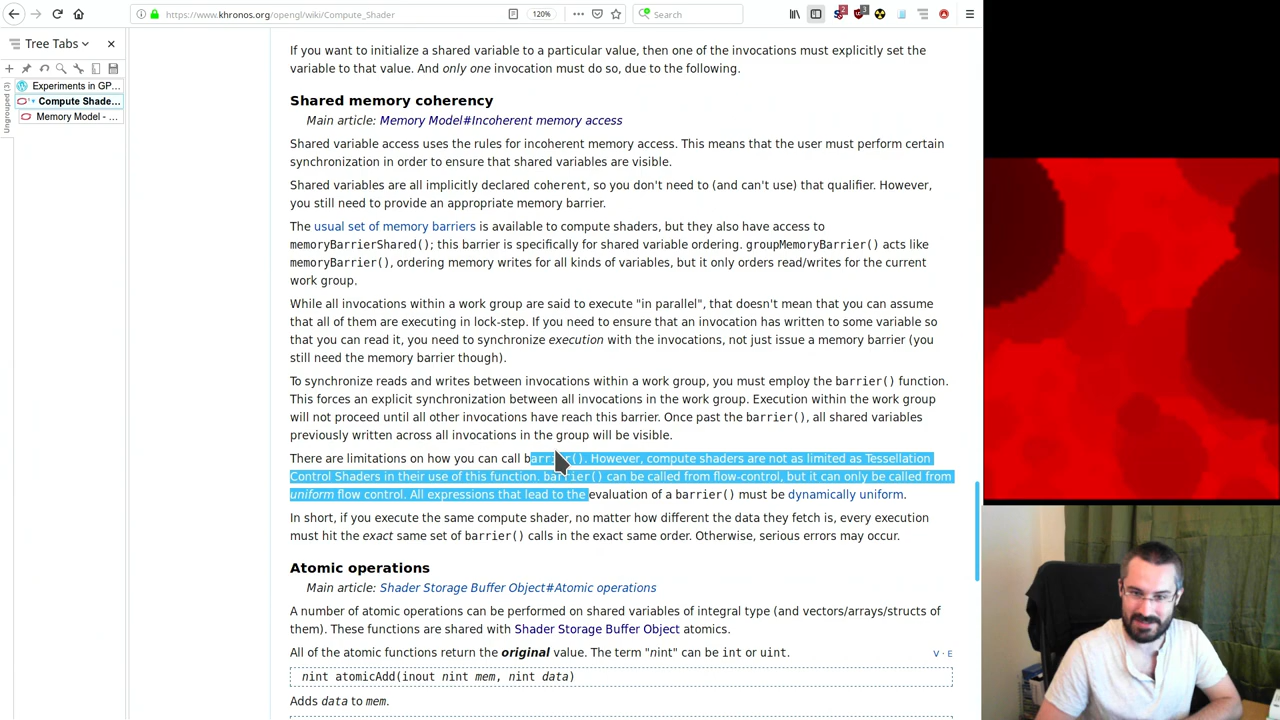 https://www.khronos.org/opengl/wiki/Compute_Shader
120%
Search
2
3
Tree Tabs
Ungrouped (3)
Experiments in GP...
Compute Shade...
Memory Model - ...
If you want to initialize a shared variable to a particular value, then one of the invocations must explicitly set the
variable to that value. And only one invocation must do so, due to the following.
Shared memory coherency
Main article: Memory Model#Incoherent memory access
Shared variable access uses the rules for incoherent memory access. This means that the user must perform certain
synchronization in order to ensure that shared variables are visible.
Shared variables are all implicitly declared coherent, so you don't need to (and can't use) that qualifier. However,
you still need to provide an appropriate memory barrier.
The usual set of memory barriers is available to compute shaders, but they also have access to
memoryBarrierShared(); this barrier is specifically for shared variable ordering. groupMemoryBarrier() acts like
memoryBarrier(), ordering memory writes for all kinds of variables, but it only orders read/writes for the current
work group.
While all invocations within a work group are said to execute "in parallel", that doesn't mean that you can assume
that all of them are executing in lock-step. If you need to ensure that an invocation has written to some variable so
that you can read it, you need to synchronize execution with the invocations, not just issue a memory barrier (you
still need the memory barrier though).
To synchronize reads and writes between invocations within a work group, you must employ the barrier() function.
This forces an explicit synchronization between all invocations in the work group. Execution within the work group
will not proceed until all other invocations have reach this barrier. Once past the barrier(), all shared variables
previously written across all invocations in the group will be visible.
There are limitations on how you can call barrier(). However, compute shaders are not as limited as Tessellation
Control Shaders in their use of this function. barrier() can be called from flow-control, but it can only be called from
uniform flow control. All expressions that lead to the evaluation of a barrier() must be dynamically uniform.
In short, if you execute the same compute shader, no matter how different the data they fetch is, every execution
must hit the exact same set of barrier() calls in the exact same order. Otherwise, serious errors may occur.
Atomic operations
Main article: Shader Storage Buffer Object#Atomic operations
A number of atomic operations can be performed on shared variables of integral type (and vectors/arrays/structs of
them). These functions are shared with Shader Storage Buffer Object atomics.
All of the atomic functions return the original value. The term "nint" can be int or uint.
V · E
nint atomicAdd(inout nint mem, nint data)
Adds data to mem.